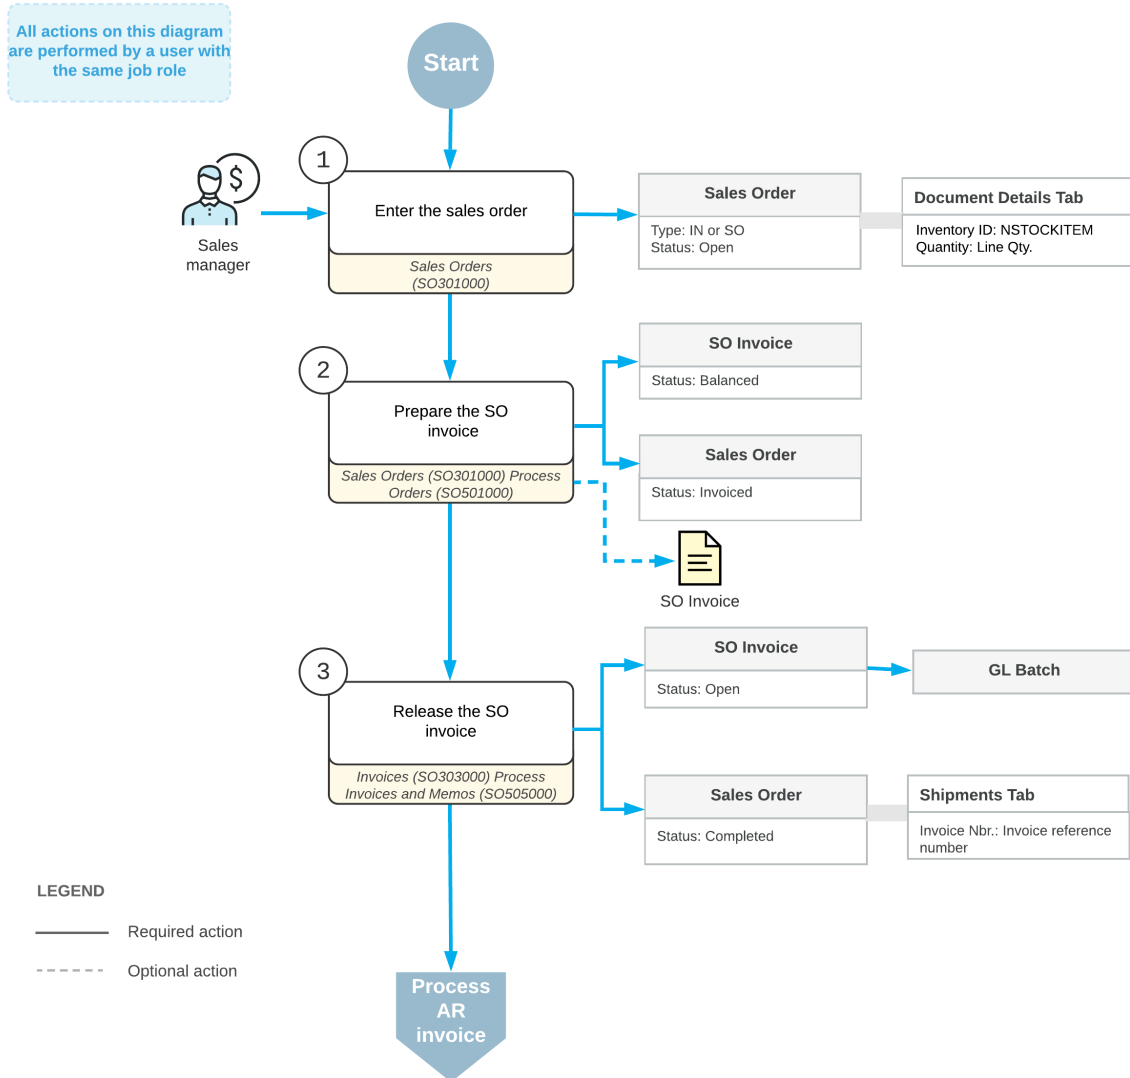 All actions on this diagram
are performed by a user with
the same job role
Start
1
Enter the sales order
Sales Orders
(SO301000)
Sales
manager
Sales Order
Type: IN or SO
Status: Open
Document Details Tab
Inventory ID: NSTOCKITEM
Quantity: Line Qty.
2
Prepare the SO
invoice
Sales Orders (SO301000) Process
Orders (SO501000)
SO Invoice
Status: Balanced
Sales Order
Status: Invoiced
SO Invoice
3
Release the SO
invoice
Invoices (SO303000) Process
Invoices and Memos (SO505000)
SO Invoice
Status: Open
GL Batch
Sales Order
Status: Completed
Shipments Tab
Invoice Nbr.: Invoice reference
number
LEGEND
Required action
Optional action
Process
AR
invoice